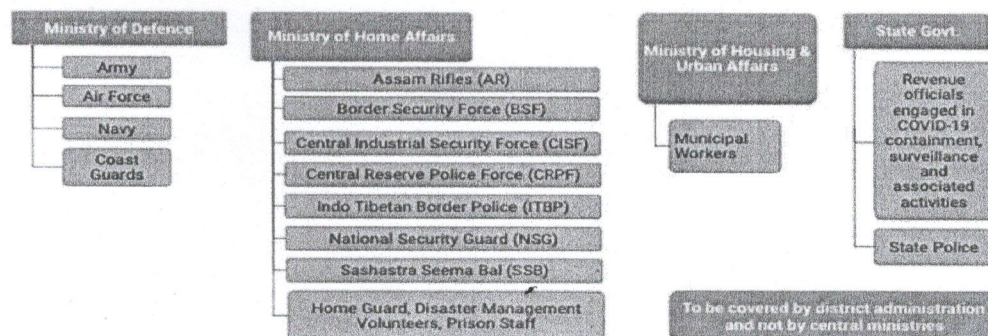 Ministry of Defence
Army
Air Force
Navy
Coast
Guards
Ministry of Home Affairs
Assam Rifles (AR)
Border Security Force (BSF)
Central Industrial Security Force (CISF)
Central Reserve Police Force (CRPF)
Indo Tibetan Border Police (ITBP)
National Security Guard (NSG)
Sashastra Seema Bal (SSB)
Home Guard, Disaster Management
Volunteers, Prison Staff
Ministry of Housing &
Urban Affairs
Municipal
Workers
State Govt.
Revenue
officials
engaged in
COVID-19
containment,
surveillance
and
associated
activities
State Police
To be covered by district administration
and not by central ministries